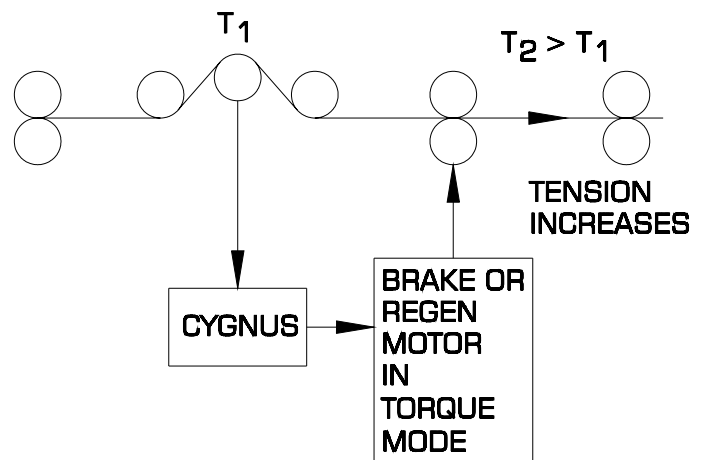 T1
T2 > T1
TENSION
INCREASES
CYGNUS
BRAKE OR
REGEN
MOTOR
IN
TORQUE
MODE